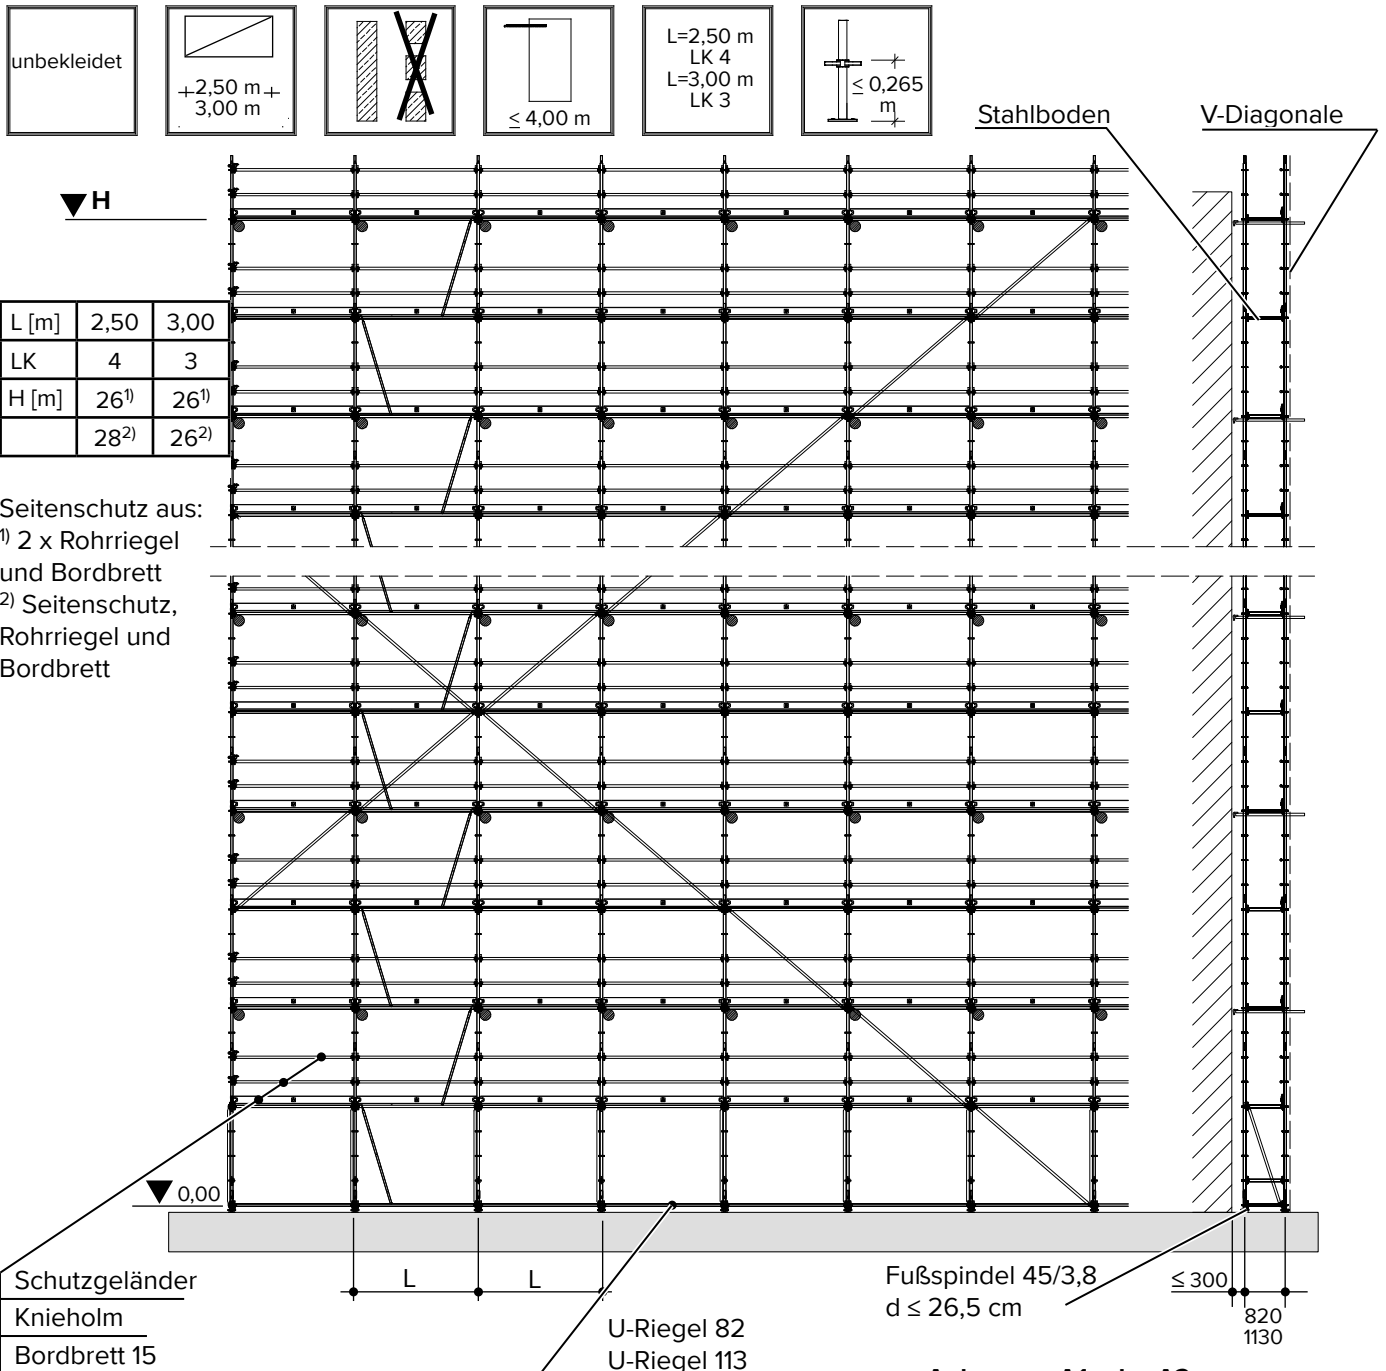 unbekleidet
2,50 m
3,00 m
≤ 4,00 m
L=2,50 m
LK 4
L=3,00 m
LK 3
≤ 0,265
m
Stahlboden
V-Diagonale
H
L [m] 2,50 3,00
LK 4 3
H [m] 26¹⁾ 26¹⁾
28²⁾ 26²⁾
Seitenschutz aus:
¹⁾ 2 x Rohrriegel
und Bordbrett
²⁾ Seitenschutz,
Rohrriegel und
Bordbrett
0,00
Schutzgeländer
Knieholm
Bordbrett 15
L L
U-Riegel 82
U-Riegel 113
Fußspindel 45/3,8
d ≤ 26,5 cm
≤ 300
820
1130